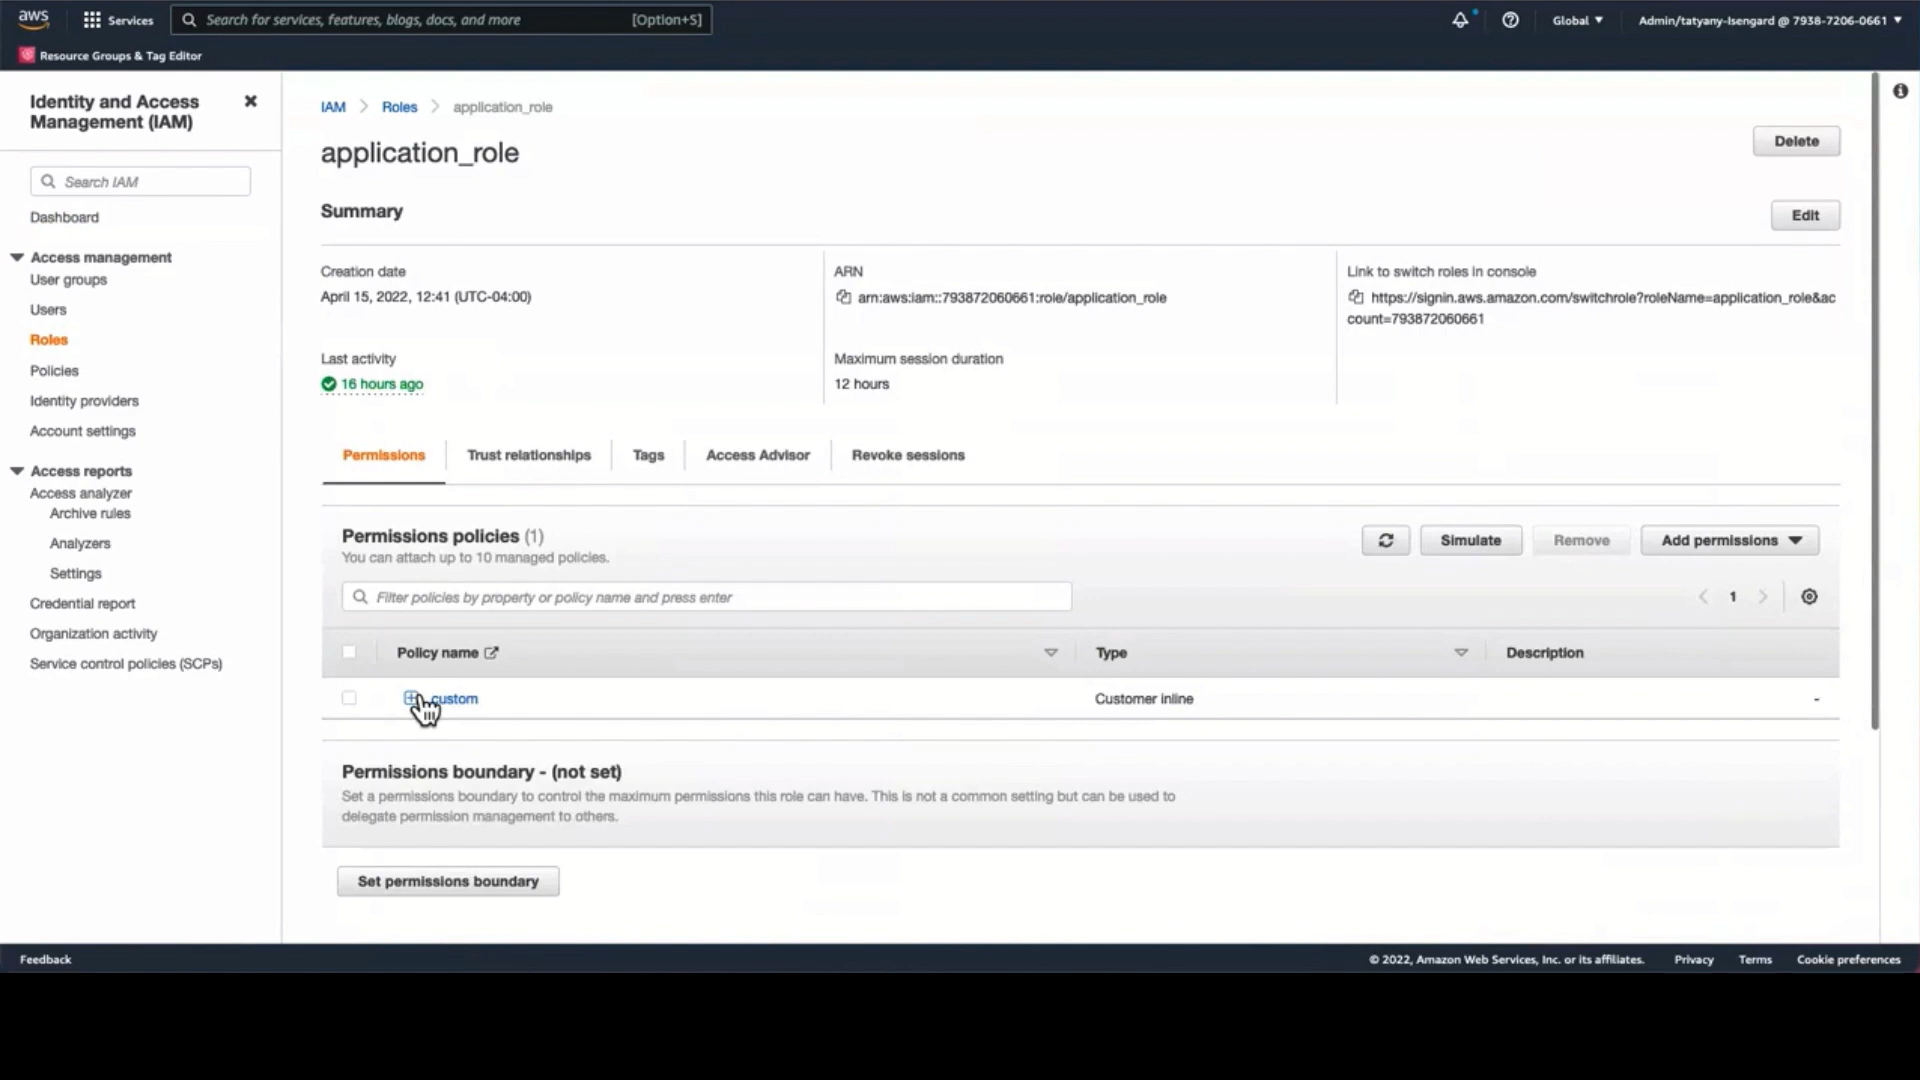 aws
Services
Search for services, features, blogs, docs, and more
[Option+S]
Global
Admin/tatyany-Isengard @ 7938-7206-0661
Resource Groups & Tag Editor
Identity and Access
Management (IAM)
Search IAM
Dashboard
Access management
User groups
Users
Roles
Policies
Identity providers
Account settings
Access reports
Access analyzer
Archive rules
Analyzers
Settings
Credential report
Organization activity
Service control policies (SCPs)
IAM
Roles
application_role
application_role
Delete
Summary
Edit
Creation date
April 15, 2022, 12:41 (UTC-04:00)
ARN
arn:aws:iam::793872060661:role/application_role
Link to switch roles in console
https://signin.aws.amazon.com/switchrole?roleName=application_role&ac
count=793872060661
Last activity
16 hours ago
Maximum session duration
12 hours
Permissions
Trust relationships
Tags
Access Advisor
Revoke sessions
Permissions policies (1)
You can attach up to 10 managed policies.
Simulate
Remove
Add permissions
Filter policies by property or policy name and press enter
1
Policy name
Type
Description
custom
Customer inline
-
Permissions boundary - (not set)
Set a permissions boundary to control the maximum permissions this role can have. This is not a common setting but can be used to
delegate permission management to others.
Set permissions boundary
Feedback
© 2022, Amazon Web Services, Inc. or its affiliates.
Privacy
Terms
Cookie preferences